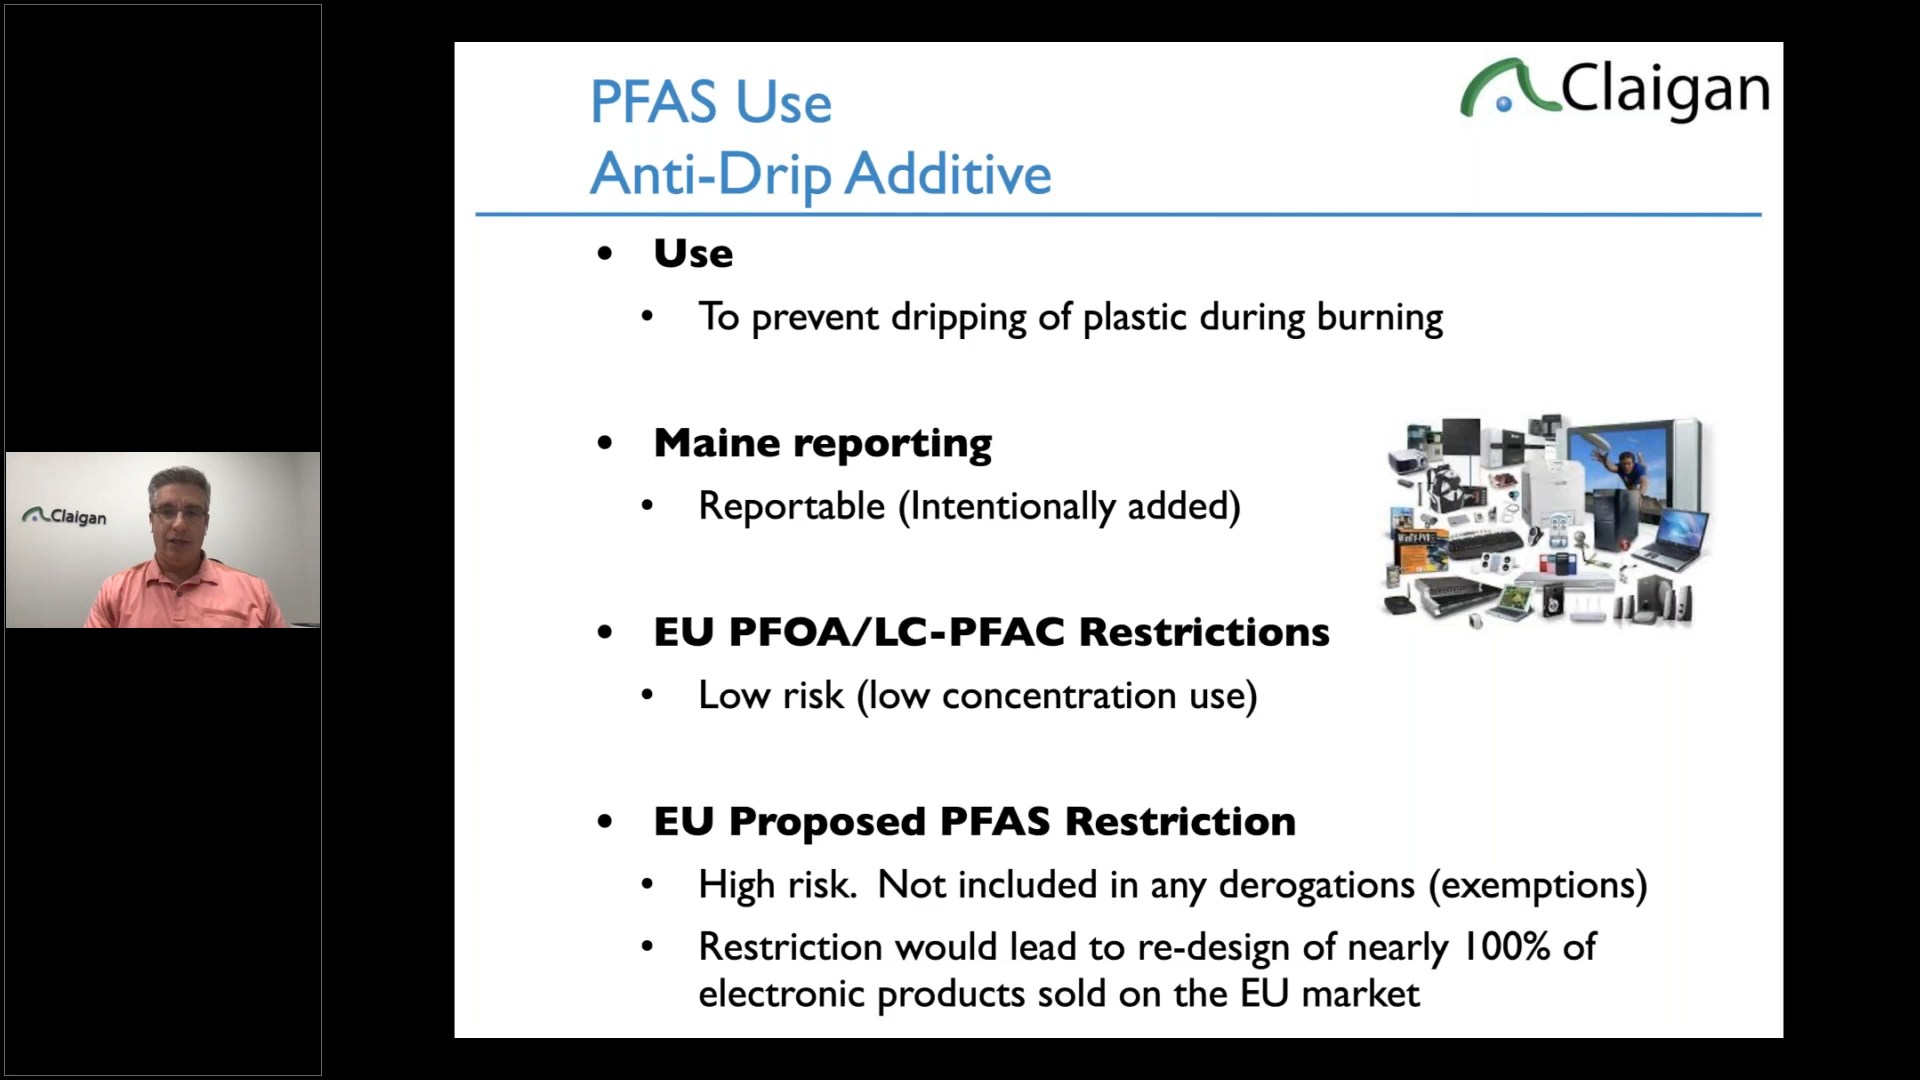 PFAS Use
Anti-Drip Additive
Claigan
• Use
• To prevent dripping of plastic during burning
• Maine reporting
• Reportable (Intentionally added)
• EU PFOA/LC-PFAC Restrictions
• Low risk (low concentration use)
• EU Proposed PFAS Restriction
• High risk. Not included in any derogations (exemptions)
• Restriction would lead to re-design of nearly 100% of
electronic products sold on the EU market
Claigan